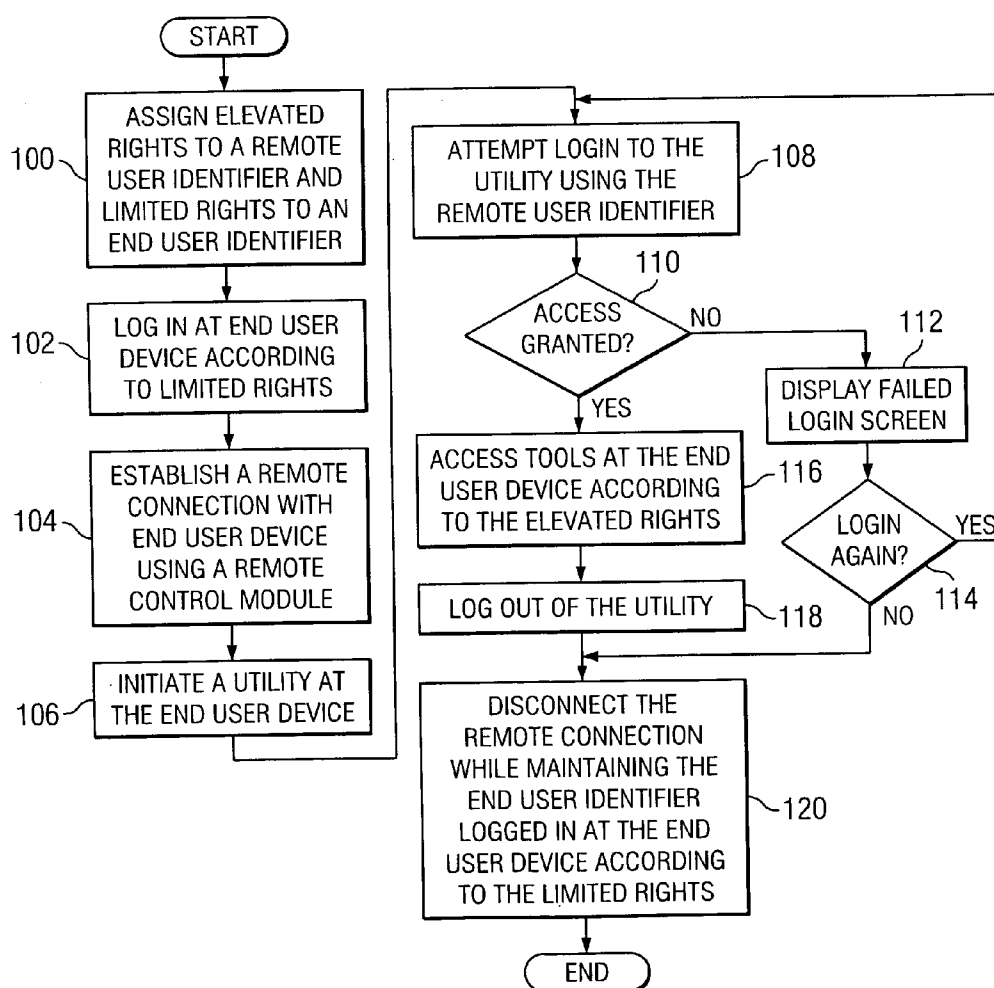 START
100
ASSIGN ELEVATED
RIGHTS TO A REMOTE
USER IDENTIFIER AND
LIMITED RIGHTS TO AN
END USER IDENTIFIER
102
LOG IN AT END USER
DEVICE ACCORDING
TO LIMITED RIGHTS
104
ESTABLISH A REMOTE
CONNECTION WITH
END USER DEVICE
USING A REMOTE
CONTROL MODULE
106
INITIATE A UTILITY AT
THE END USER DEVICE
ATTEMPT LOGIN TO THE
UTILITY USING THE
REMOTE USER IDENTIFIER
108
110
ACCESS
GRANTED?
NO
YES
112
DISPLAY FAILED
LOGIN SCREEN
LOGIN
AGAIN?
YES
114
NO
ACCESS TOOLS AT THE END
USER DEVICE ACCORDING
TO THE ELEVATED RIGHTS
116
LOG OUT OF THE UTILITY
118
DISCONNECT THE
REMOTE CONNECTION
WHILE MAINTAINING THE
END USER IDENTIFIER
LOGGED IN AT THE END
USER DEVICE ACCORDING
TO THE LIMITED RIGHTS
120
END